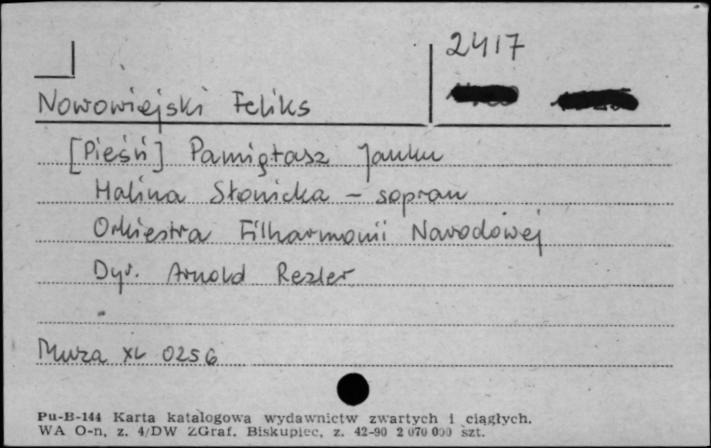 2417
Nowowiejski Feliks
[Pieśń] Pamiętasz Janku
Halina Słonicka - sopran
Orkiestra Filharmonii Narodowej
Dyr. Arnold Rezler
Muza XL 0256
Pu-B-144 Karta katalogowa wydawnictw zwartych i ciągłych.
WA O-n, z. 4/DW ZGraf. Biskupiec, z. 42-90 2 070 000 szt.